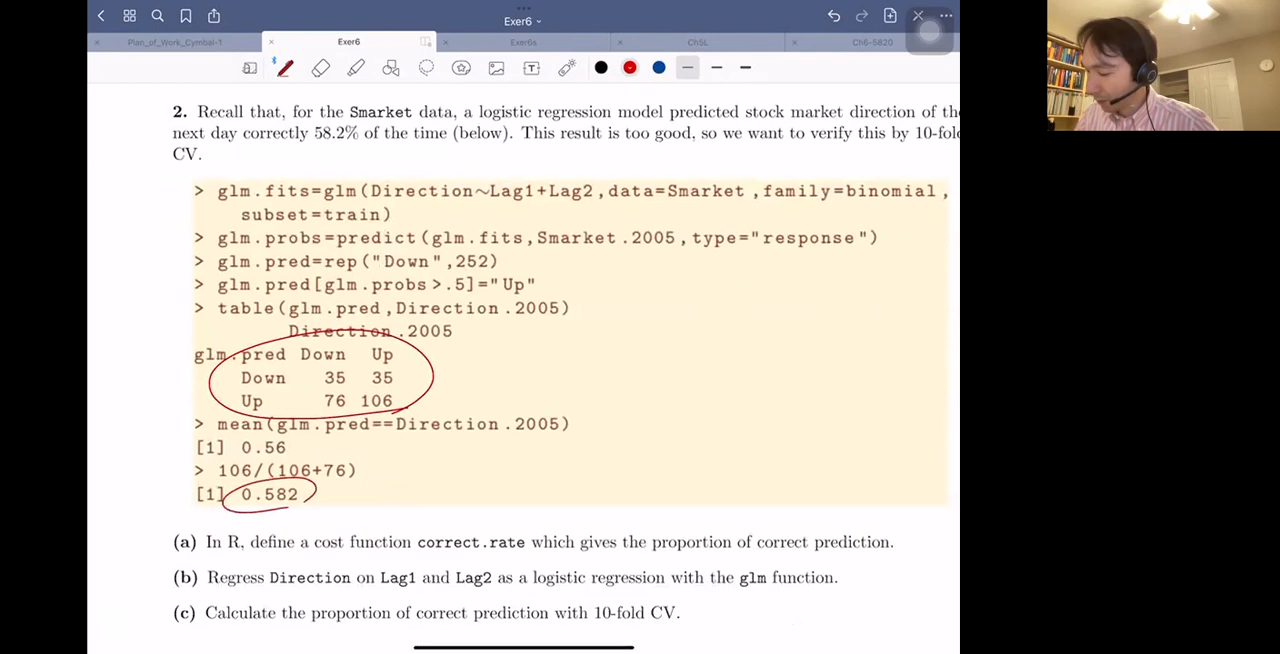 Exer6
Plan_of_Work_Cymbal-1
Exer6
Exer6s
Ch5L
Ch6-5820
2. Recall that, for the Smarket data, a logistic regression model predicted stock market direction of th
next day correctly 58.2% of the time (below). This result is too good, so we want to verify this by 10-fol
CV.
> glm.fits=glm(Direction~Lag1+Lag2,data=Smarket,family=binomial,
subset=train)
> glm.probs=predict(glm.fits,Smarket.2005,type="response")
> glm.pred=rep("Down",252)
> glm.pred[glm.probs>.5]="Up"
> table(glm.pred,Direction.2005)
Direction.2005
glm.pred Down Up
Down 35 35
Up 76 106
> mean(glm.pred==Direction.2005)
[1] 0.56
> 106/(106+76)
[1] 0.582
(a) In R, define a cost function correct.rate which gives the proportion of correct prediction.
(b) Regress Direction on Lag1 and Lag2 as a logistic regression with the glm function.
(c) Calculate the proportion of correct prediction with 10-fold CV.